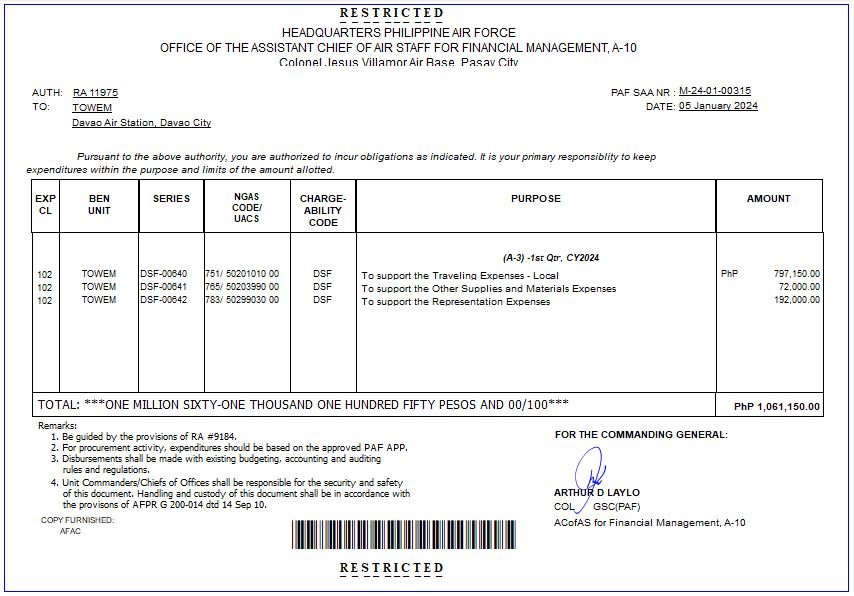 RESTRICTED
HEADQUARTERS PHILIPPINE AIR FORCE
OFFICE OF THE ASSISTANT CHIEF OF AIR STAFF FOR FINANCIAL MANAGEMENT, A-10
Colonel Jesus Villamor Air Base, Pasay City
AUTH: RA 11975 PAF SAA NR : M-24-01-00315
TO: TOWEM DATE: 05 January 2024
Davao Air Station, Davao City
Pursuant to the above authority, you are authorized to incur obligations as indicated. It is your primary responsiblity to keep
expenditures within the purpose and limits of the amount allotted.
EXP CL BEN UNIT SERIES NGAS CODE/ UACS CHARGE-ABILITY CODE PURPOSE AMOUNT
(A-3) -1st Qtr, CY2024
102 TOWEM DSF-00640 751/ 50201010 00 DSF To support the Traveling Expenses - Local PhP 797,150.00
102 TOWEM DSF-00641 765/ 50203990 00 DSF To support the Other Supplies and Materials Expenses 72,000.00
102 TOWEM DSF-00642 783/ 50299030 00 DSF To support the Representation Expenses 192,000.00
TOTAL: ***ONE MILLION SIXTY-ONE THOUSAND ONE HUNDRED FIFTY PESOS AND 00/100*** PhP 1,061,150.00
Remarks:
1. Be guided by the provisions of RA #9184.
2. For procurement activity, expenditures should be based on the approved PAF APP.
3. Disbursements shall be made with existing budgeting, accounting and auditing
rules and regulations.
4. Unit Commanders/Chiefs of Offices shall be responsible for the security and safety
of this document. Handling and custody of this document shall be in accordance with
the provisions of AFPR G 200-014 dtd 14 Sep 10.
COPY FURNISHED:
AFAC
FOR THE COMMANDING GENERAL:
ARTHUR D LAYLO
COL GSC(PAF)
ACofAS for Financial Management, A-10
RESTRICTED